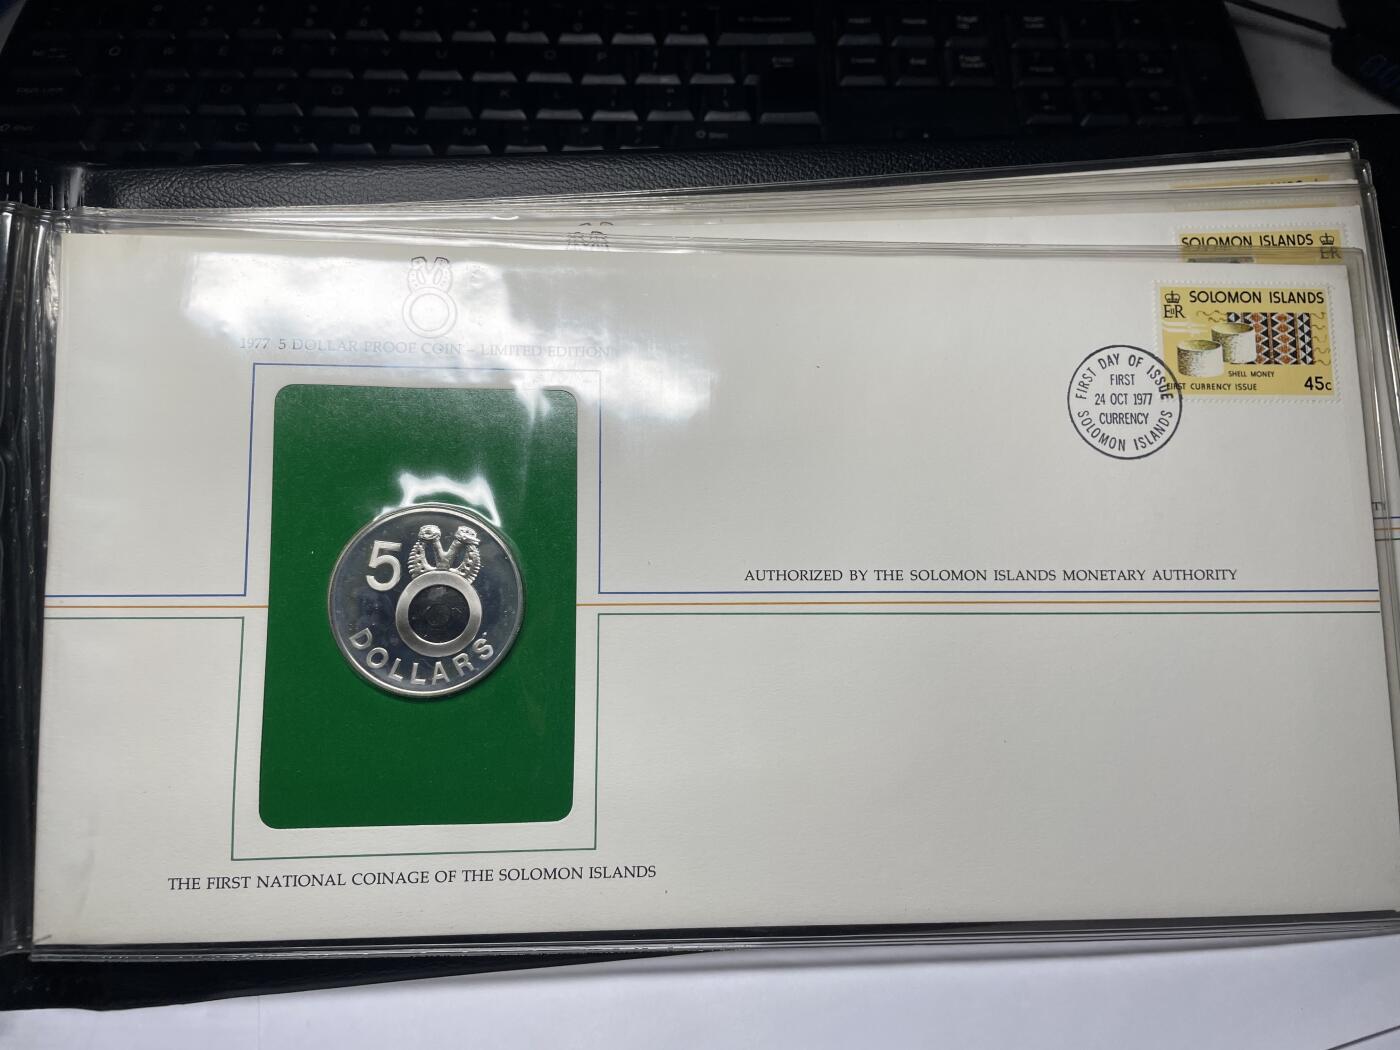 SOLOMON ISLANDS
ER
SOLOMON ISLANDS
EIIR
SHELL MONEY
FIRST CURRENCY ISSUE
45c
FIRST DAY OF ISSUE
FIRST
24 OCT 1977
CURRENCY
SOLOMON ISLANDS
1977 5 DOLLAR PROOF COIN – LIMITED EDITION
5
DOLLARS
AUTHORIZED BY THE SOLOMON ISLANDS MONETARY AUTHORITY
THE FIRST NATIONAL COINAGE OF THE SOLOMON ISLANDS